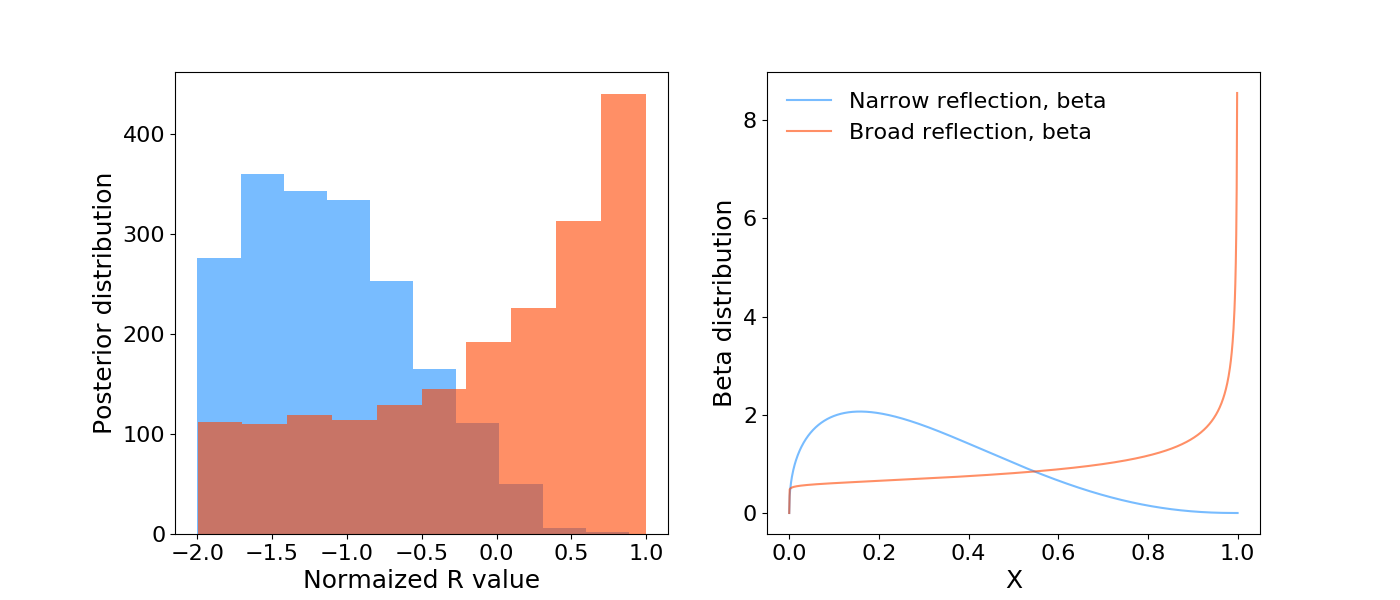 Posterior distribution
400
300
200
100
0
−2.0 −1.5 −1.0 −0.5 0.0 0.5 1.0
Normaized R value
Beta distribution
8
6
4
2
0
0.0 0.2 0.4 0.6 0.8 1.0
X
Narrow reflection, beta
Broad reflection, beta